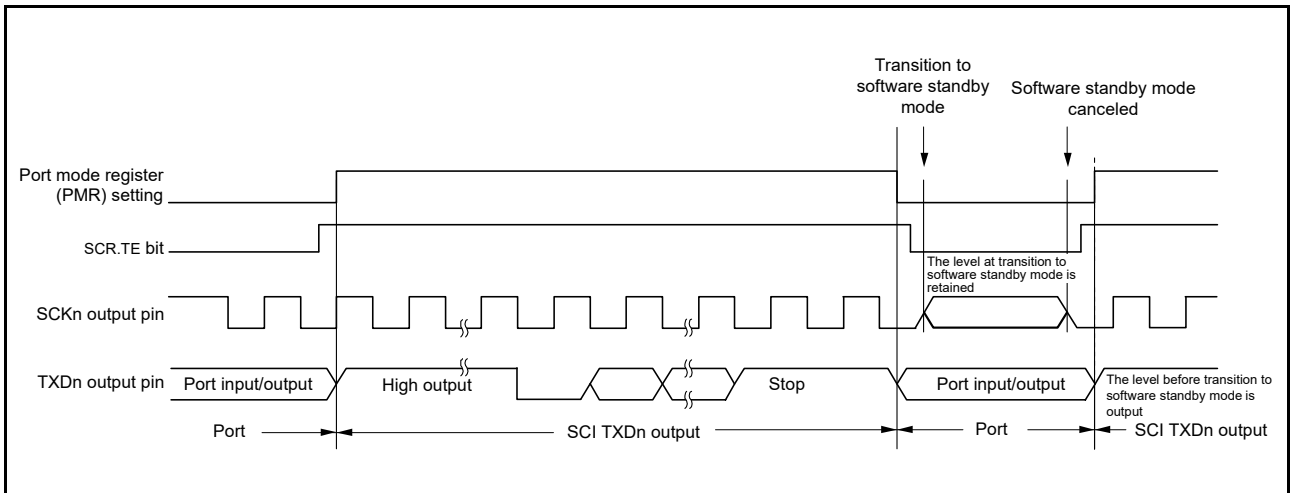 Transition to
software standby
mode
Software standby mode
canceled
Port mode register
(PMR) setting
SCR.TE bit
The level at transition to
software standby mode is
retained
SCKn output pin
TXDn output pin
Port input/output
High output
Stop
Port input/output
The level before transition to
software standby mode is
output
Port
SCI TXDn output
Port
SCI TXDn output